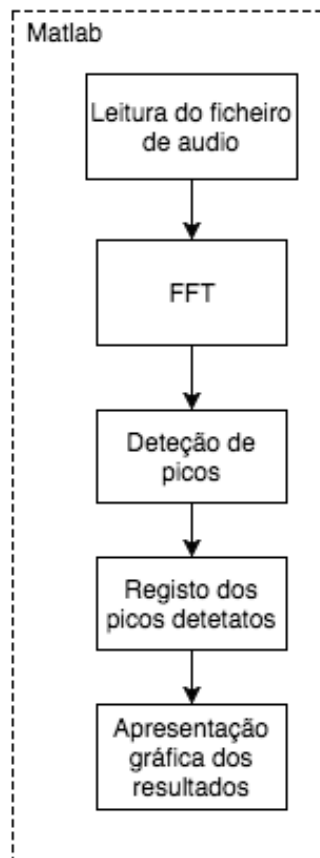 Matlab
Leitura do ficheiro
de audio
FFT
Deteção de
picos
Registo dos
picos detetatos
Apresentação
gráfica dos
resultados